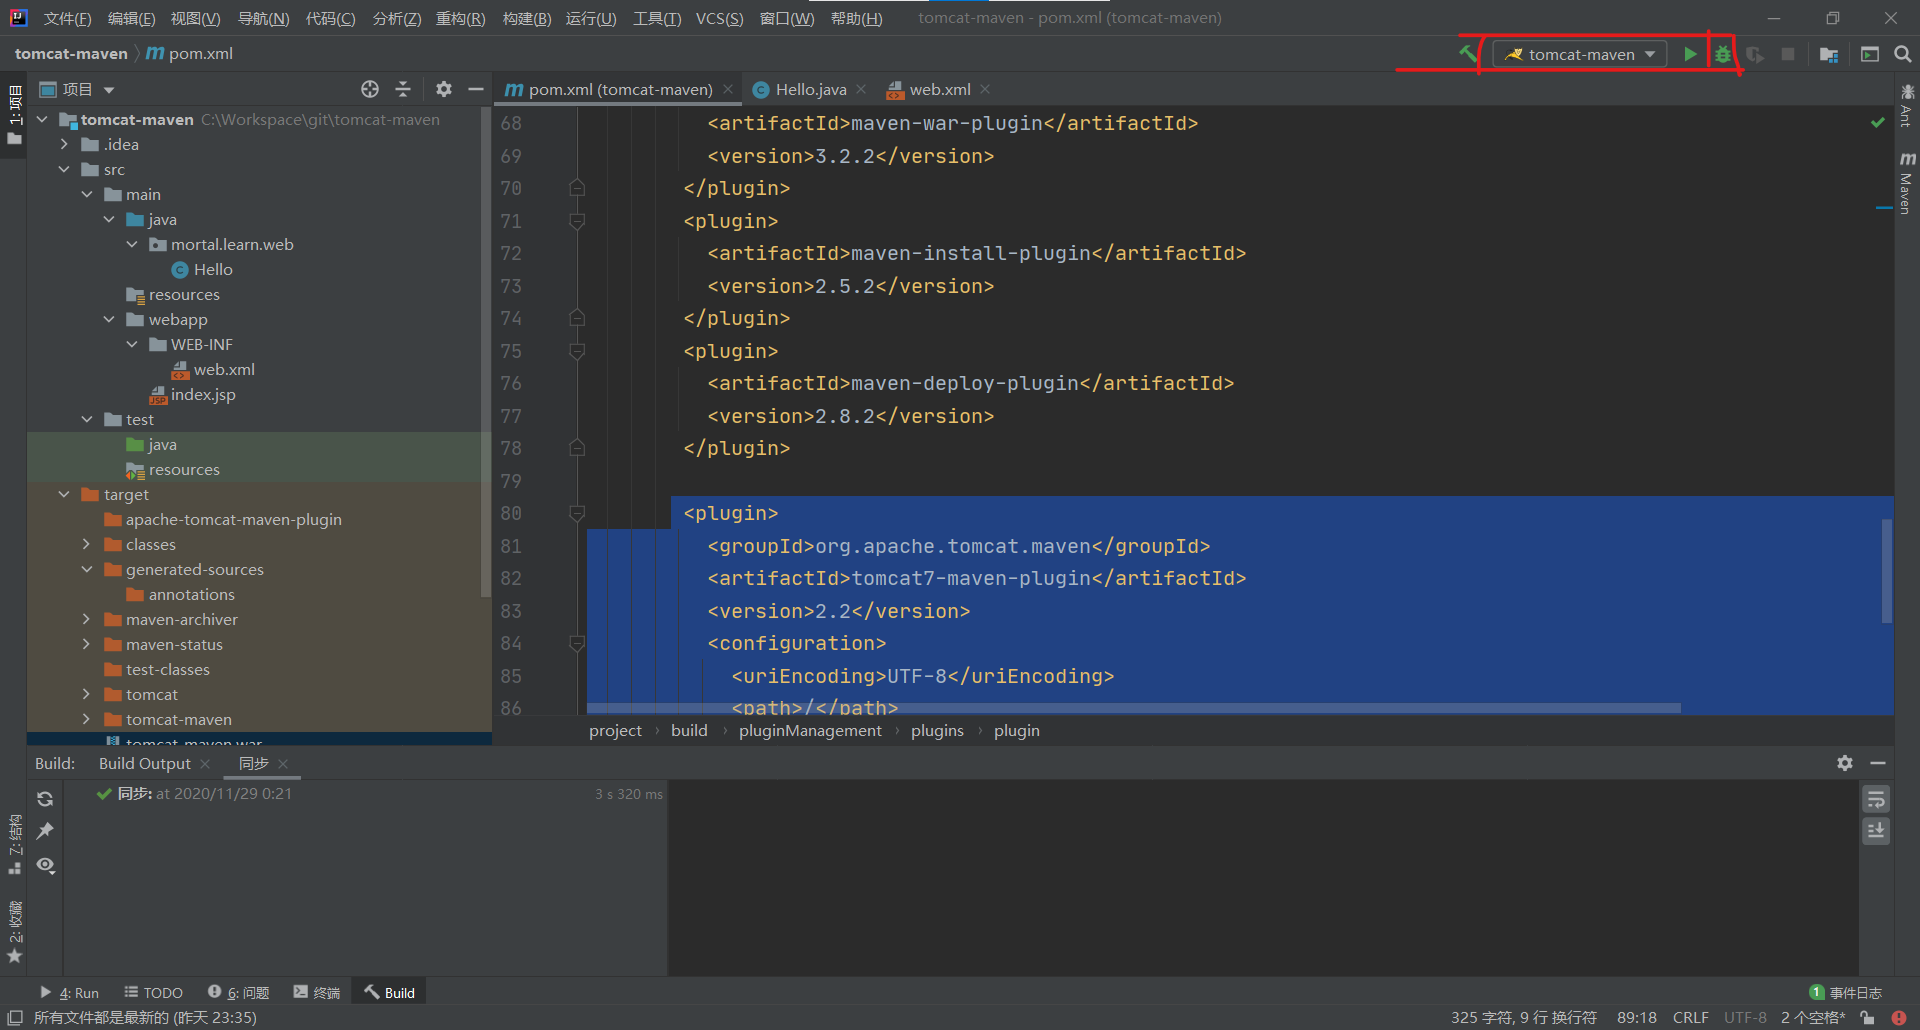 文件(F) 编辑(E) 视图(V) 导航(N) 代码(C) 分析(Z) 重构(R) 构建(B) 运行(U) 工具(T) VCS(S) 窗口(W) 帮助(H) tomcat-maven - pom.xml (tomcat-maven)
tomcat-maven pom.xml tomcat-maven
1: 项目
项目
tomcat-maven C:\Workspace\git\tomcat-maven
.idea
src
main
java
mortal.learn.web
Hello
resources
webapp
WEB-INF
web.xml
index.jsp
test
java
resources
target
apache-tomcat-maven-plugin
classes
generated-sources
annotations
maven-archiver
maven-status
test-classes
tomcat
tomcat-maven
tomcat-maven.war
pom.xml (tomcat-maven) Hello.java web.xml
68 <artifactId>maven-war-plugin</artifactId>
69 <version>3.2.2</version>
70 </plugin>
71 <plugin>
72 <artifactId>maven-install-plugin</artifactId>
73 <version>2.5.2</version>
74 </plugin>
75 <plugin>
76 <artifactId>maven-deploy-plugin</artifactId>
77 <version>2.8.2</version>
78 </plugin>
79
80 <plugin>
81 <groupId>org.apache.tomcat.maven</groupId>
82 <artifactId>tomcat7-maven-plugin</artifactId>
83 <version>2.2</version>
84 <configuration>
85 <uriEncoding>UTF-8</uriEncoding>
86 <path>/</path>
project › build › pluginManagement › plugins › plugin
Ant
Maven
Build: Build Output 同步
同步: at 2020/11/29 0:21 3 s 320 ms
Z: 结构
2: 收藏
4: Run TODO 6: 问题 终端 Build 1 事件日志
所有文件都是最新的 (昨天 23:35) 325 字符, 9 行 换行符 89:18 CRLF UTF-8 2 个空格*